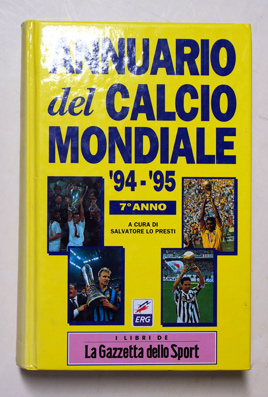 ANNUARIO
del CALCIO
MONDIALE
'94-'95
7° ANNO
A CURA DI
SALVATORE LO PRESTI
ERG
I LIBRI DE
La Gazzetta dello Sport